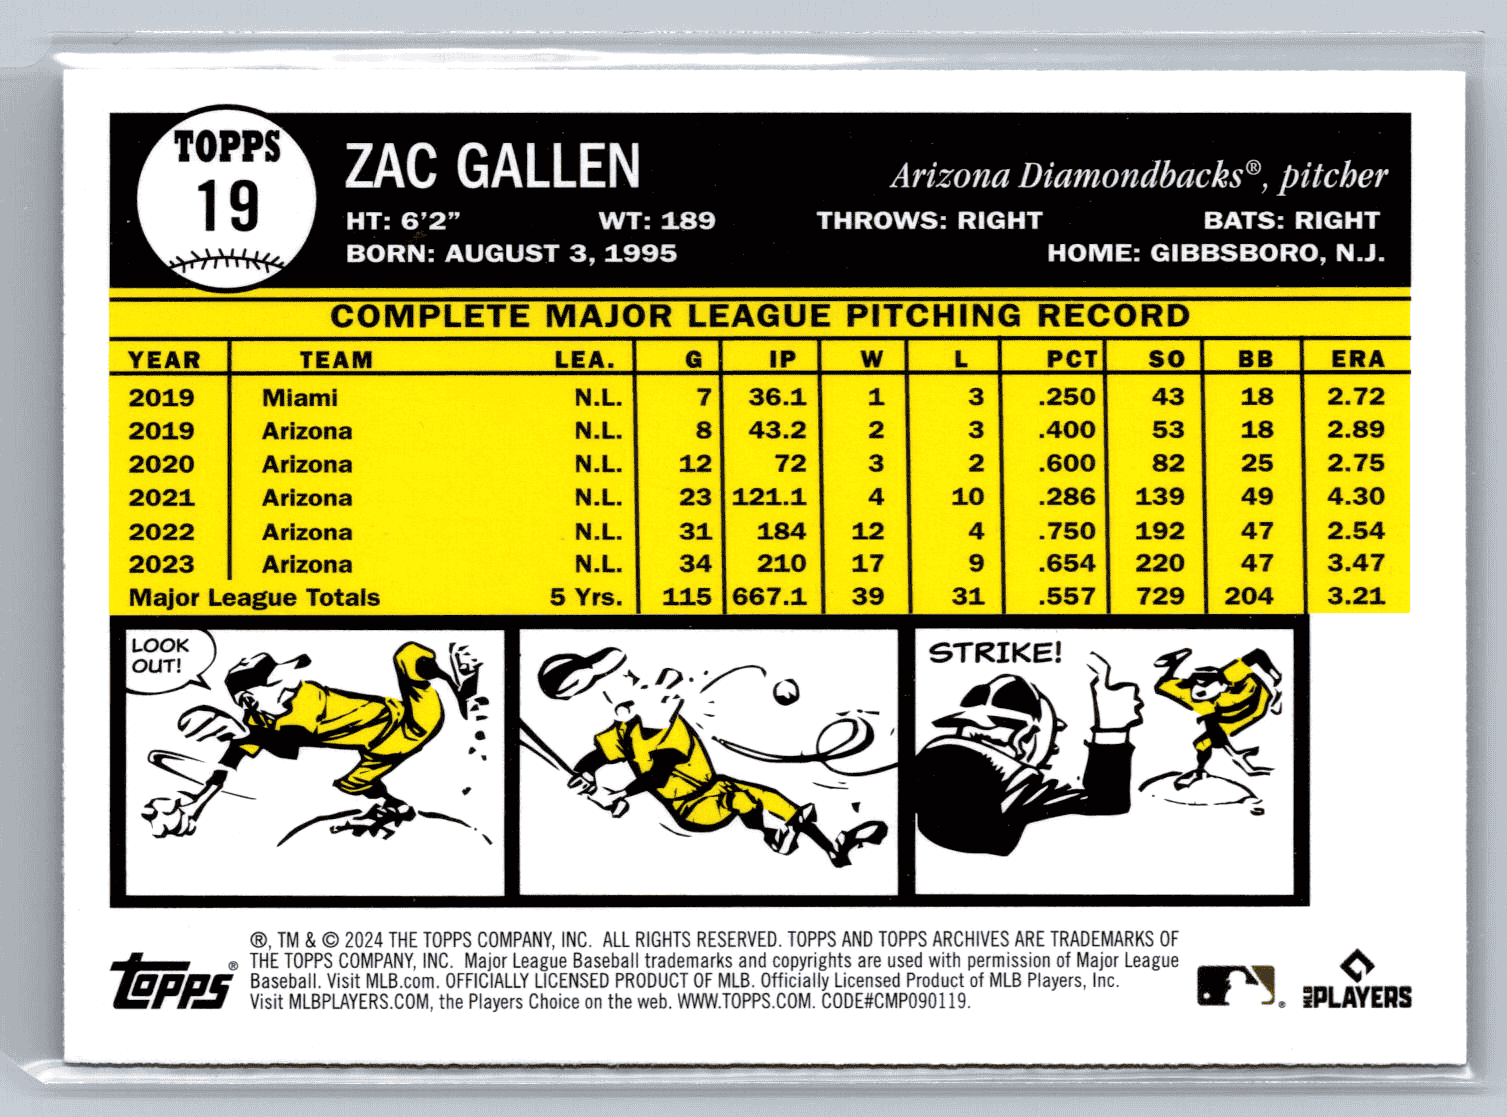 TOPPS
19
ZAC GALLEN
Arizona Diamondbacks®, pitcher
HT: 6'2" WT: 189 THROWS: RIGHT BATS: RIGHT
BORN: AUGUST 3, 1995 HOME: GIBBSBORO, N.J.
COMPLETE MAJOR LEAGUE PITCHING RECORD
YEAR TEAM LEA. G IP W L PCT SO BB ERA
2019 Miami N.L. 7 36.1 1 3 .250 43 18 2.72
2019 Arizona N.L. 8 43.2 2 3 .400 53 18 2.89
2020 Arizona N.L. 12 72 3 2 .600 82 25 2.75
2021 Arizona N.L. 23 121.1 4 10 .286 139 49 4.30
2022 Arizona N.L. 31 184 12 4 .750 192 47 2.54
2023 Arizona N.L. 34 210 17 9 .654 220 47 3.47
Major League Totals 5 Yrs. 115 667.1 39 31 .557 729 204 3.21
LOOK
OUT!
STRIKE!
®, TM & © 2024 THE TOPPS COMPANY, INC. ALL RIGHTS RESERVED. TOPPS AND TOPPS ARCHIVES ARE TRADEMARKS OF
THE TOPPS COMPANY, INC. Major League Baseball trademarks and copyrights are used with permission of Major League
Baseball. Visit MLB.com. OFFICIALLY LICENSED PRODUCT OF MLB. Officially Licensed Product of MLB Players, Inc.
Visit MLBPLAYERS.COM, the Players Choice on the web. WWW.TOPPS.COM. CODE#CMP090119.
Topps®
®
MLB PLAYERS